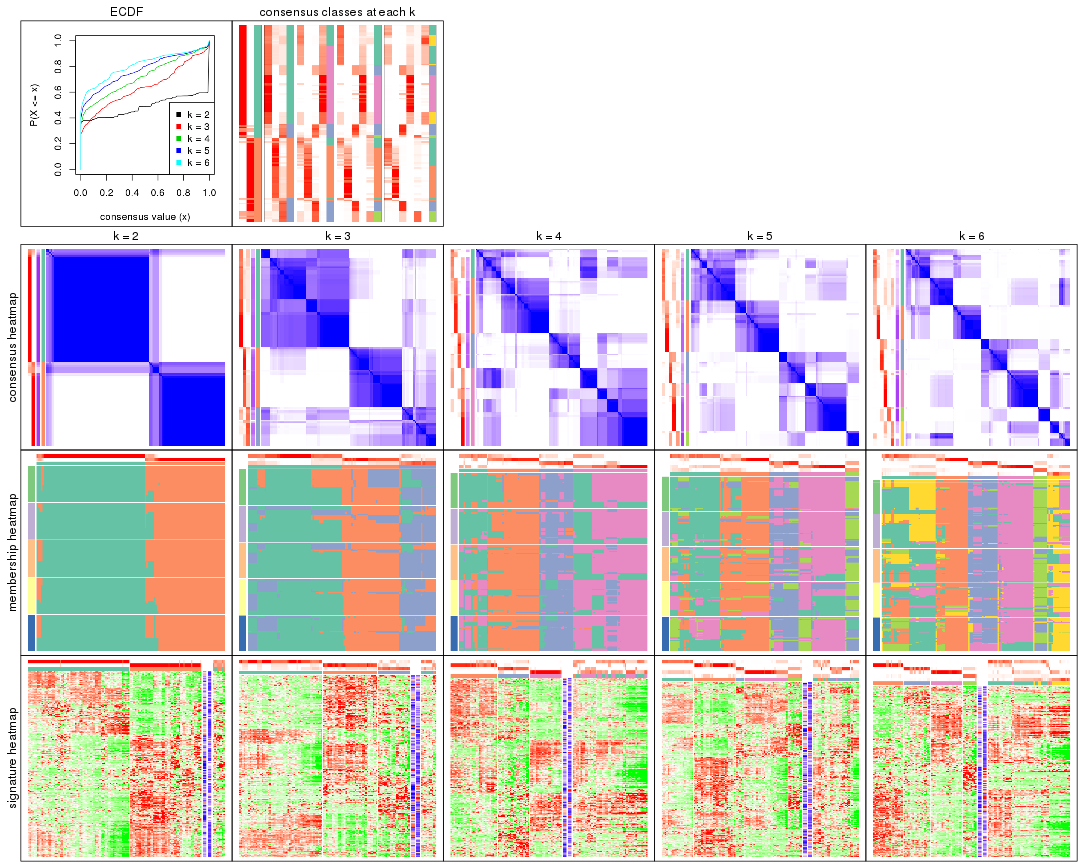 ECDF
consensus classes at each k
P(X <= x)
0.0 0.2 0.4 0.6 0.8 1.0
k = 2
k = 3
k = 4
k = 5
k = 6
0.0 0.2 0.4 0.6 0.8 1.0
consensus value (x)
k = 2 k = 3 k = 4 k = 5 k = 6
consensus heatmap
membership heatmap
signature heatmap